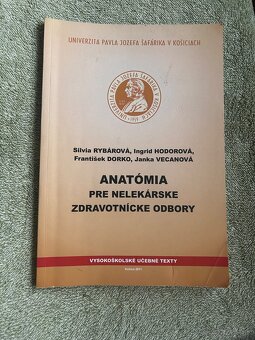 UNIVERZITA PAVLA JOZEFA ŠAFÁRIKA V KOŠICIACH
Silvia RYBÁROVÁ, Ingrid HODOROVÁ,
František DORKO, Janka VECANOVÁ
ANATÓMIA
PRE NELEKÁRSKE
ZDRAVOTNÍCKE ODBORY
VYSOKOŠKOLSKÉ UČEBNÉ TEXTY